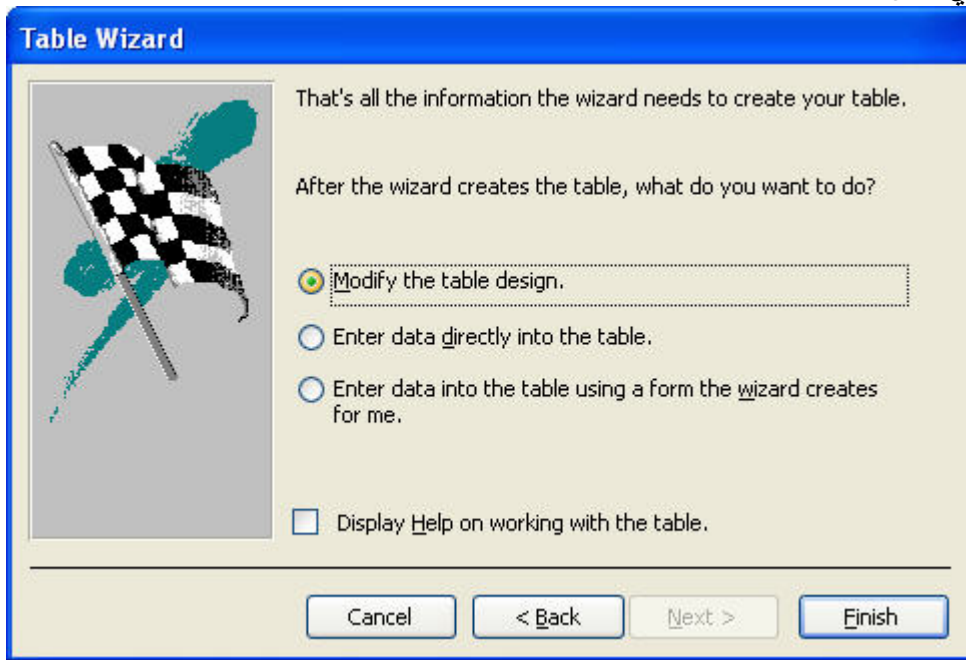 Table Wizard
That's all the information the wizard needs to create your table.
After the wizard creates the table, what do you want to do?
Modify the table design.
Enter data directly into the table.
Enter data into the table using a form the wizard creates
for me.
Display Help on working with the table.
Cancel
< Back
Next >
Finish